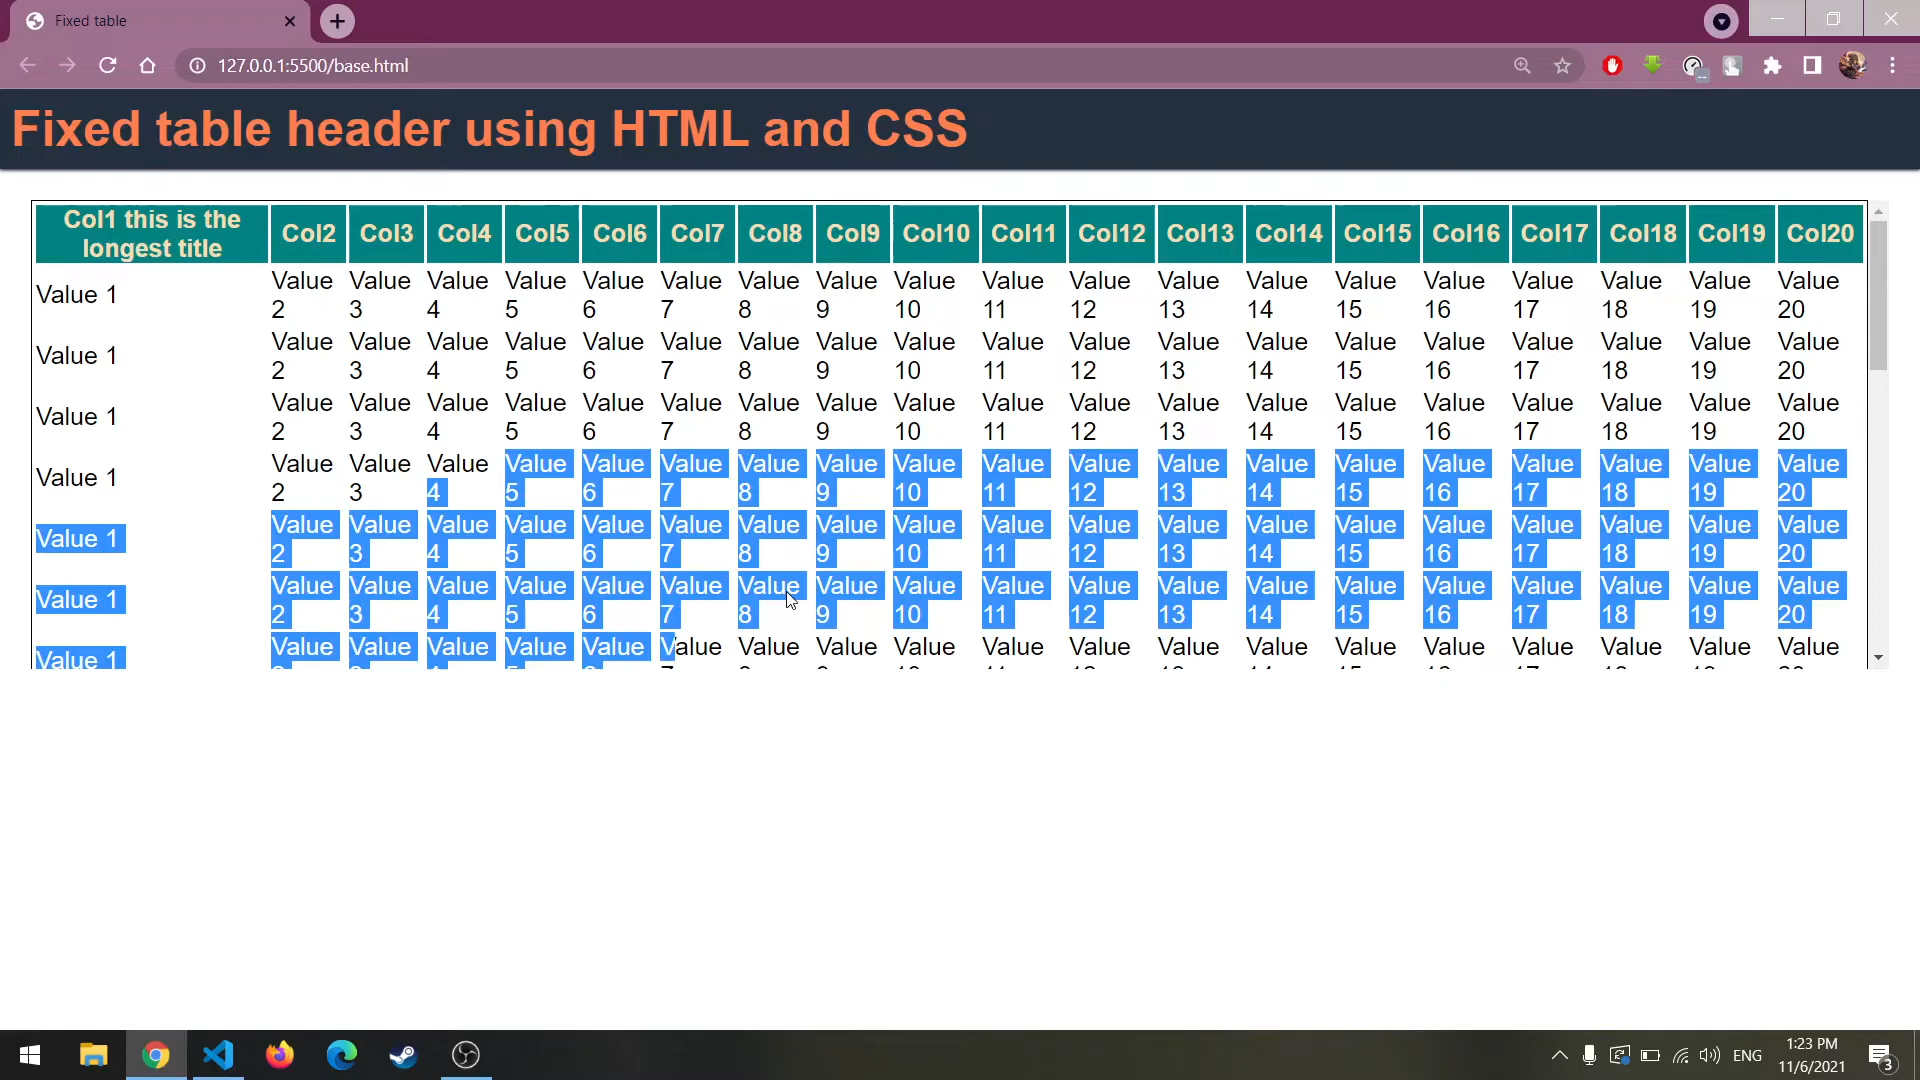 Fixed table
127.0.0.1:5500/base.html
Fixed table header using HTML and CSS
Col1 this is the longest title Col2 Col3 Col4 Col5 Col6 Col7 Col8 Col9 Col10 Col11 Col12 Col13 Col14 Col15 Col16 Col17 Col18 Col19 Col20
Value 1 Value 2 Value 3 Value 4 Value 5 Value 6 Value 7 Value 8 Value 9 Value 10 Value 11 Value 12 Value 13 Value 14 Value 15 Value 16 Value 17 Value 18 Value 19 Value 20
Value 1 Value 2 Value 3 Value 4 Value 5 Value 6 Value 7 Value 8 Value 9 Value 10 Value 11 Value 12 Value 13 Value 14 Value 15 Value 16 Value 17 Value 18 Value 19 Value 20
Value 1 Value 2 Value 3 Value 4 Value 5 Value 6 Value 7 Value 8 Value 9 Value 10 Value 11 Value 12 Value 13 Value 14 Value 15 Value 16 Value 17 Value 18 Value 19 Value 20
Value 1 Value 2 Value 3 Value 4 Value 5 Value 6 Value 7 Value 8 Value 9 Value 10 Value 11 Value 12 Value 13 Value 14 Value 15 Value 16 Value 17 Value 18 Value 19 Value 20
Value 1 Value 2 Value 3 Value 4 Value 5 Value 6 Value 7 Value 8 Value 9 Value 10 Value 11 Value 12 Value 13 Value 14 Value 15 Value 16 Value 17 Value 18 Value 19 Value 20
Value 1 Value 2 Value 3 Value 4 Value 5 Value 6 Value 7 Value 8 Value 9 Value 10 Value 11 Value 12 Value 13 Value 14 Value 15 Value 16 Value 17 Value 18 Value 19 Value 20
Value 1 Value Value Value Value Value Value Value Value Value Value Value Value Value Value Value Value Value Value Value
ENG
1:23 PM
11/6/2021
3